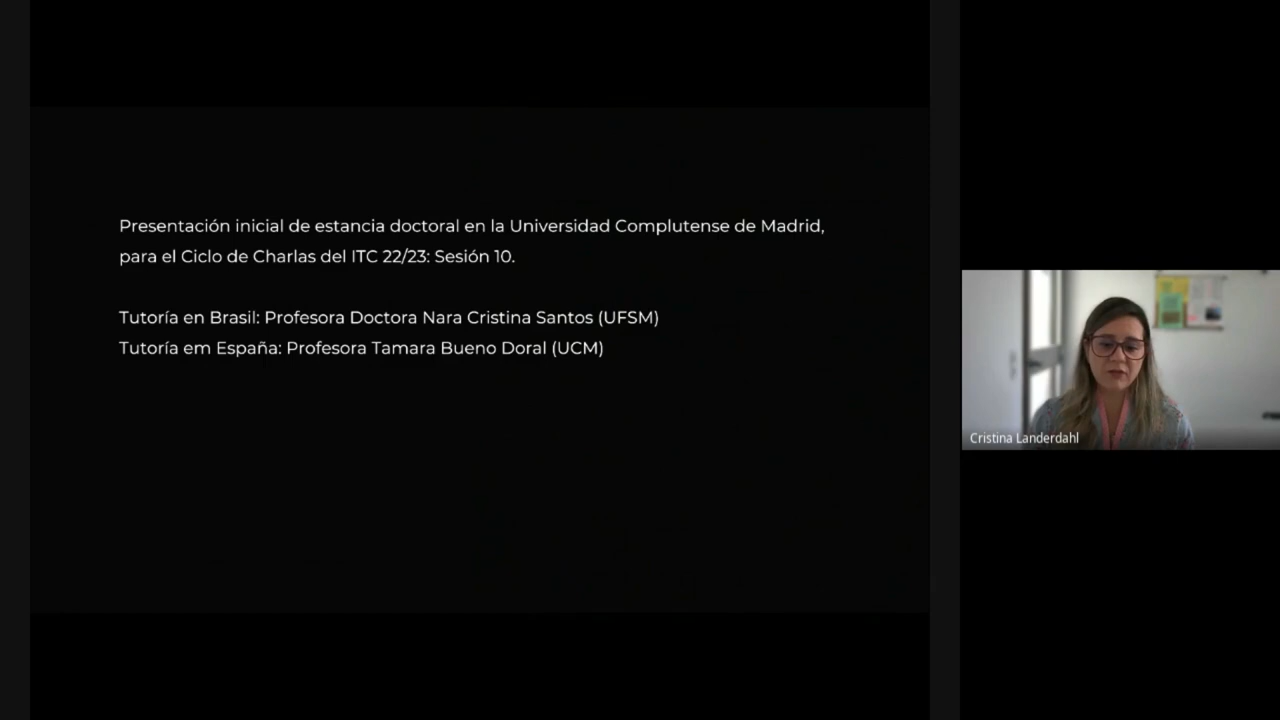 Presentación inicial de estancia doctoral en la Universidad Complutense de Madrid,
para el Ciclo de Charlas del ITC 22/23: Sesión 10.
Tutoría en Brasil: Profesora Doctora Nara Cristina Santos (UFSM)
Tutoría em España: Profesora Tamara Bueno Doral (UCM)
Cristina Landerdahl